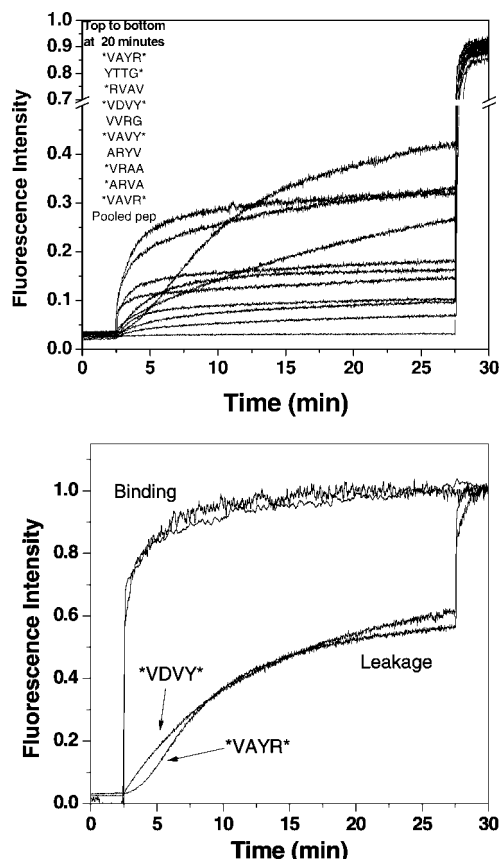 Top to bottom
at 20 minutes
*VAYR*
YTTG*
*RVAV
*VDVY*
VVRG
*VAVY*
ARYV
*VRAA
*ARVA
*VAVR*
Pooled pep
Fluorescence Intensity
0.9
0.8
0.7
0.4
0.3
0.2
0.1
0.0
0 5 10 15 20 25 30
Time (min)
Binding
Leakage
*VDVY*
*VAYR*
Fluorescence Intensity
1.0
0.8
0.6
0.4
0.2
0.0
0 5 10 15 20 25 30
Time (min)